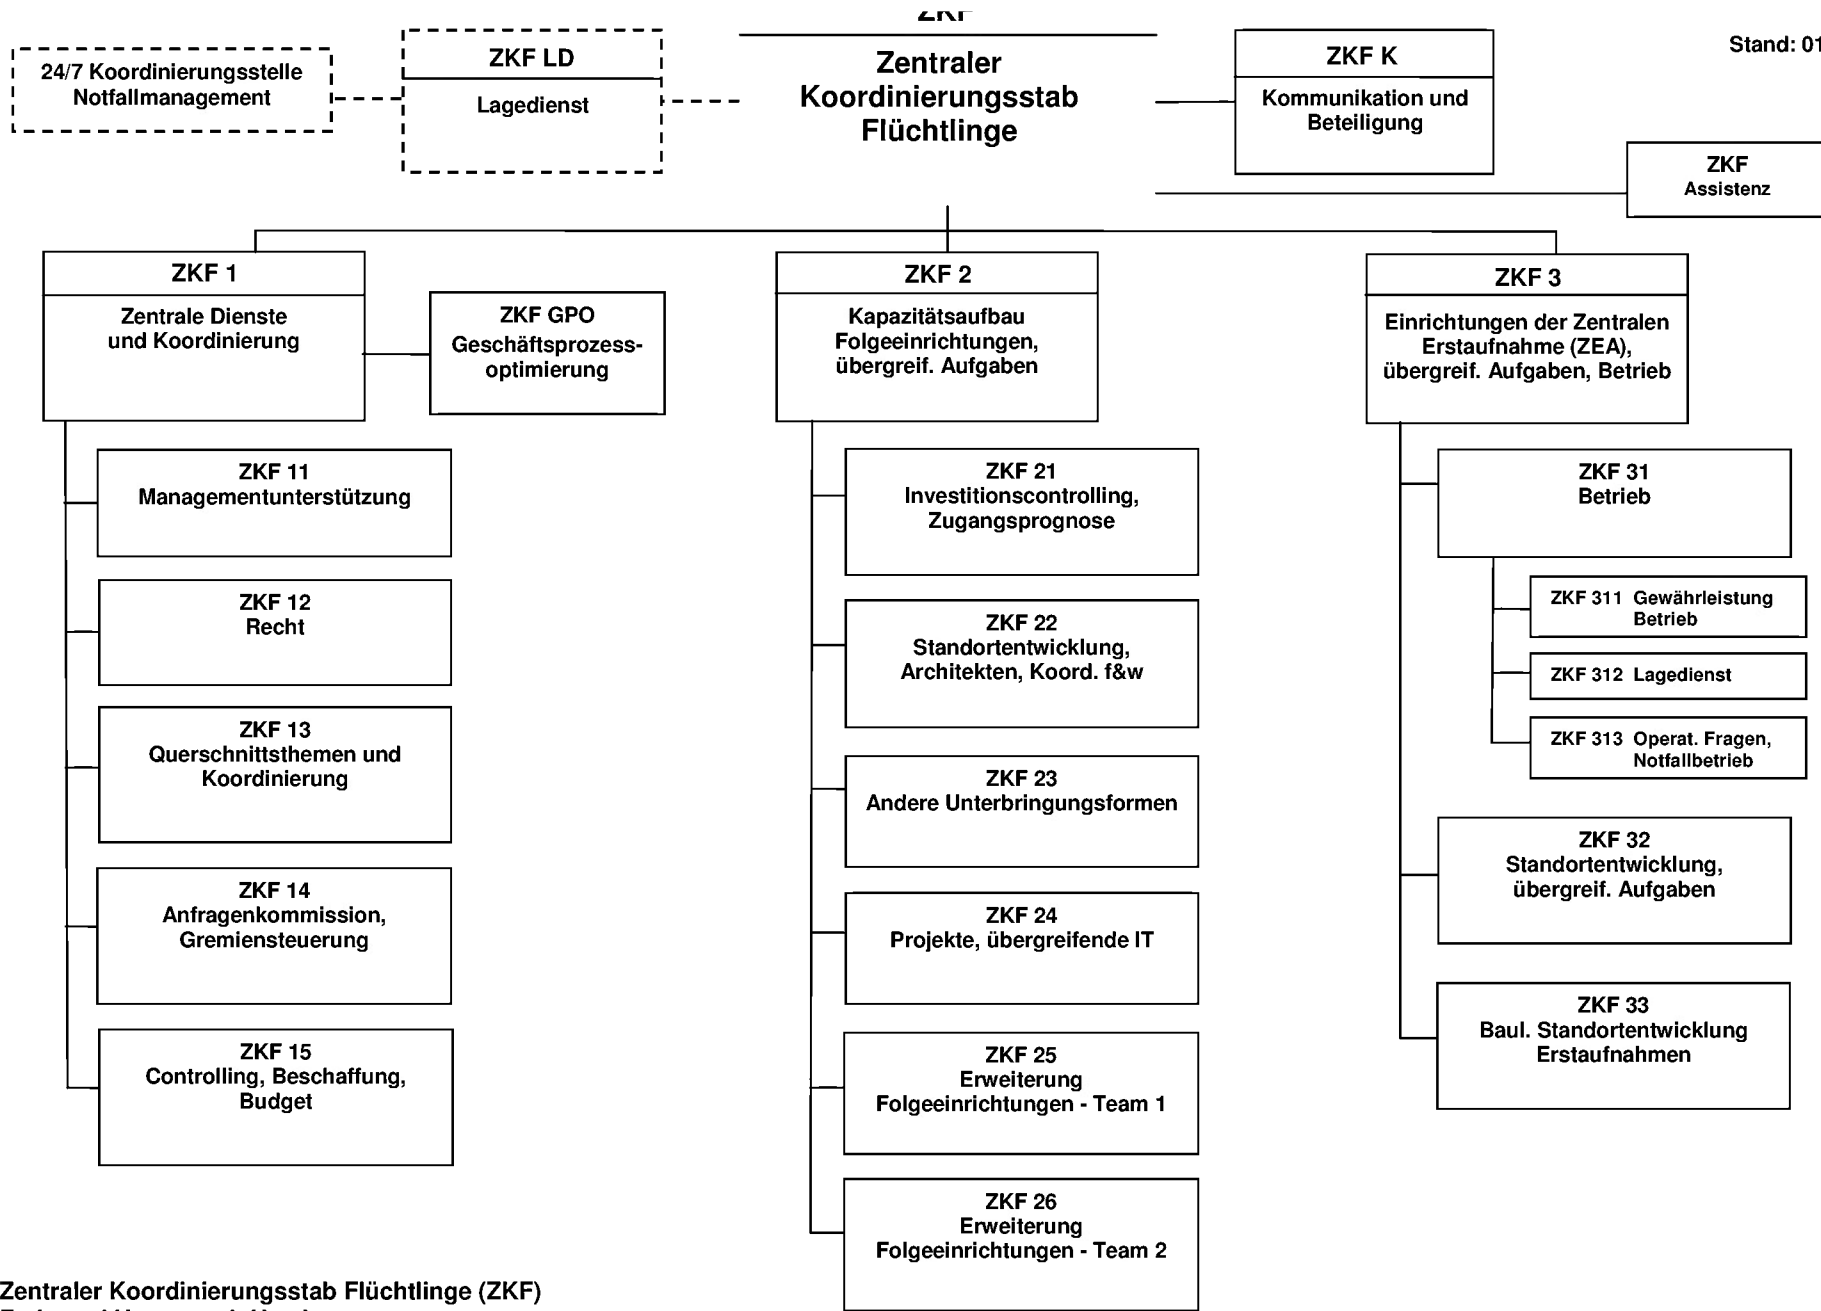 ZKF
Stand: 01
24/7 Koordinierungsstelle
Notfallmanagement
ZKF LD
Lagedienst
Zentraler
Koordinierungsstab
Flüchtlinge
ZKF K
Kommunikation und
Beteiligung
ZKF
Assistenz
ZKF 1
Zentrale Dienste
und Koordinierung
ZKF GPO
Geschäftsprozess-
optimierung
ZKF 11
Managementunterstützung
ZKF 12
Recht
ZKF 13
Querschnittsthemen und
Koordinierung
ZKF 14
Anfragenkommission,
Gremiensteuerung
ZKF 15
Controlling, Beschaffung,
Budget
ZKF 2
Kapazitätsaufbau
Folgeeinrichtungen,
übergreif. Aufgaben
ZKF 21
Investitionscontrolling,
Zugangsprognose
ZKF 22
Standortentwicklung,
Architekten, Koord. f&w
ZKF 23
Andere Unterbringungsformen
ZKF 24
Projekte, übergreifende IT
ZKF 25
Erweiterung
Folgeeinrichtungen - Team 1
ZKF 26
Erweiterung
Folgeeinrichtungen - Team 2
ZKF 3
Einrichtungen der Zentralen
Erstaufnahme (ZEA),
übergreif. Aufgaben, Betrieb
ZKF 31
Betrieb
ZKF 311 Gewährleistung
Betrieb
ZKF 312 Lagedienst
ZKF 313 Operat. Fragen,
Notfallbetrieb
ZKF 32
Standortentwicklung,
übergreif. Aufgaben
ZKF 33
Baul. Standortentwicklung
Erstaufnahmen
Zentraler Koordinierungsstab Flüchtlinge (ZKF)